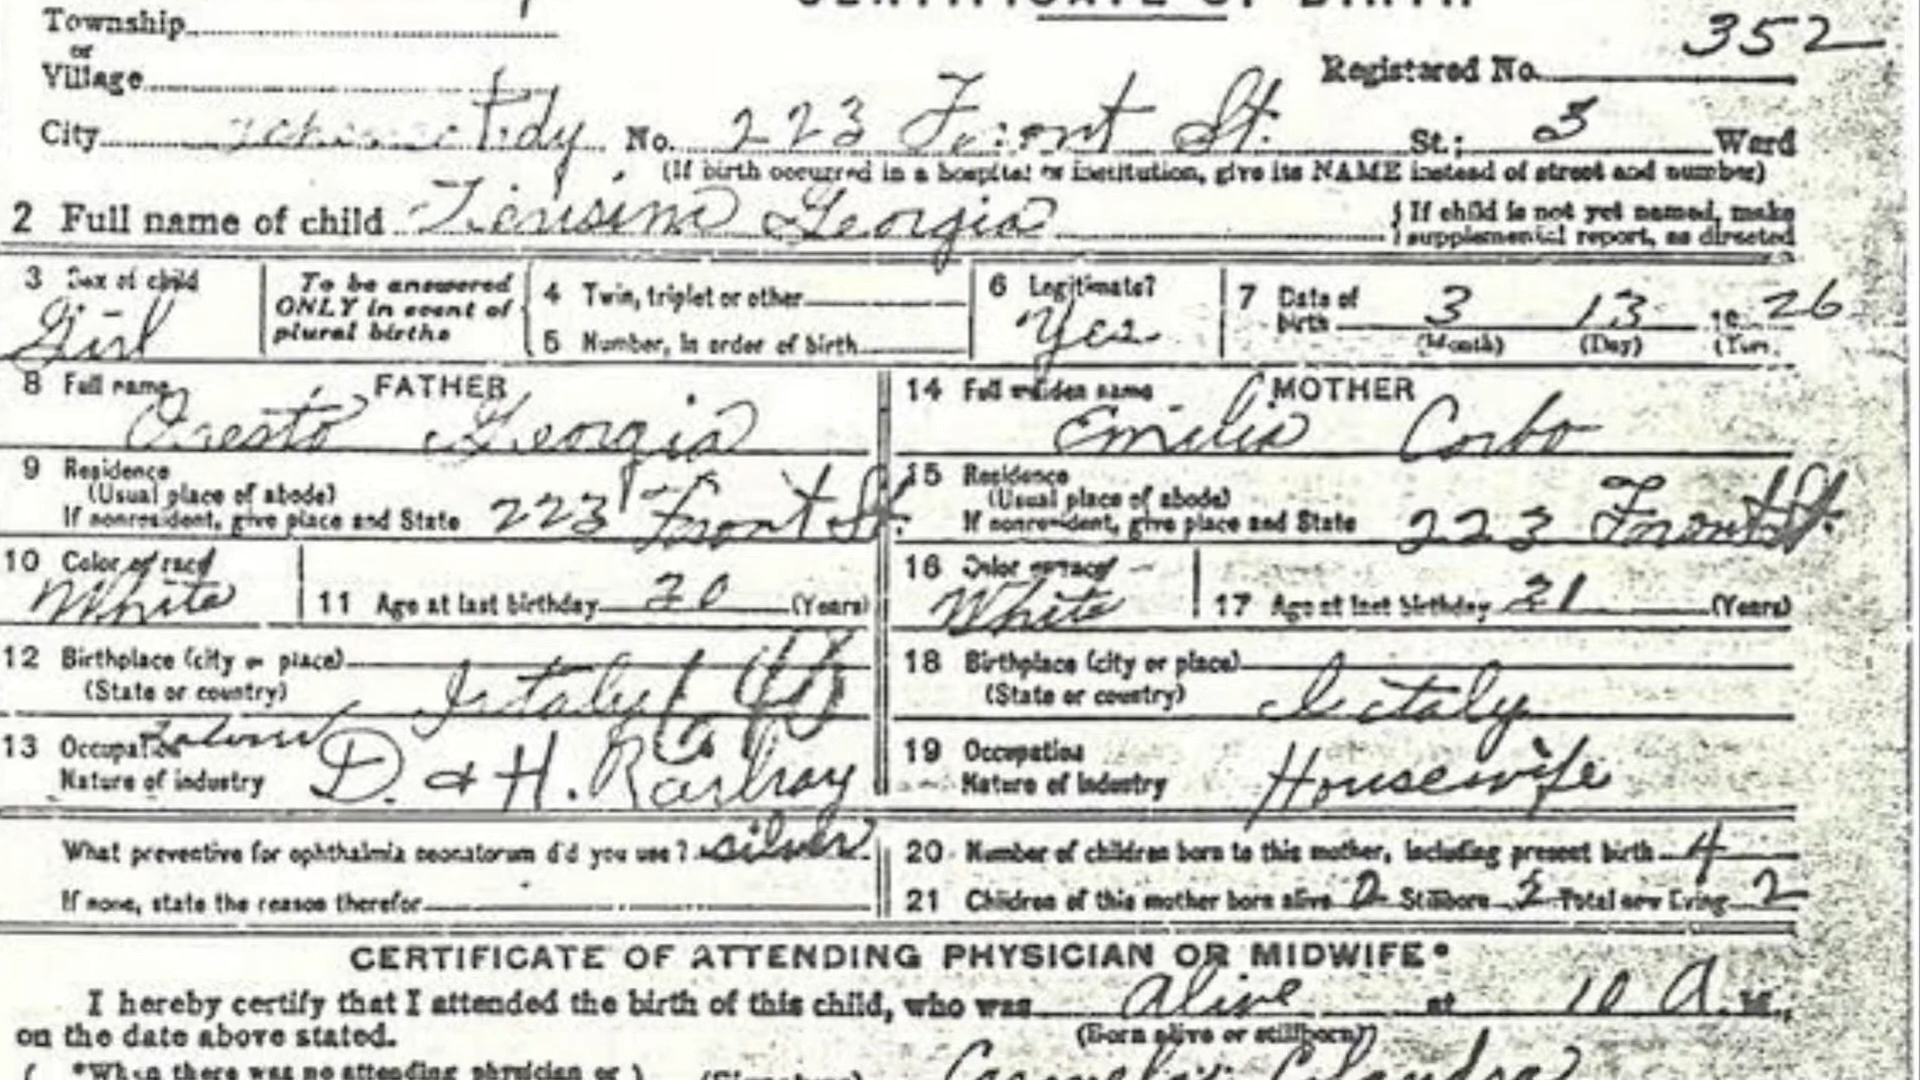 CERTIFICATE OF BIRTH
Township
or
Village
Registered No. 352
City Schenectady No. 223 Front St. St.; 3 Ward
(If birth occurred in a hospital or institution, give its NAME instead of street and number)
2 Full name of child Georgia
{ If child is not yet named, make supplemental report, as directed
3 Sex of child Girl
To be answered ONLY in event of plural births
4 Twin, triplet or other
5 Number, in order of birth
6 Legitimate? Yes
7 Date of birth 3 13 19 26
(Month) (Day) (Year)
FATHER
8 Full name Oresto Georgia
MOTHER
14 Full maiden name Emilia Corbo
9 Residence (Usual place of abode) If nonresident, give place and State 223 Front St.
15 Residence (Usual place of abode) If nonresident, give place and State 223 Front St.
10 Color or race White
11 Age at last birthday (Years)
16 Color or race White
17 Age at last birthday (Years)
12 Birthplace (city or place) (State or country) Italy
18 Birthplace (city or place) (State or country) Italy
13 Occupation Nature of industry D. & H. Railway
19 Occupation Nature of Industry Housewife
What preventive for ophthalmia neonatorum did you use? silver
If none, state the reason therefor
20 Number of children born to this mother, including present birth 4
21 Children of this mother born alive 2 Stillborn 2 Total now living 2
CERTIFICATE OF ATTENDING PHYSICIAN OR MIDWIFE*
I hereby certify that I attended the birth of this child, who was Alive at 10 A. M.,
(Born alive or stillborn)
on the date above stated.
( *When there was no attending physician or )
(Signature)